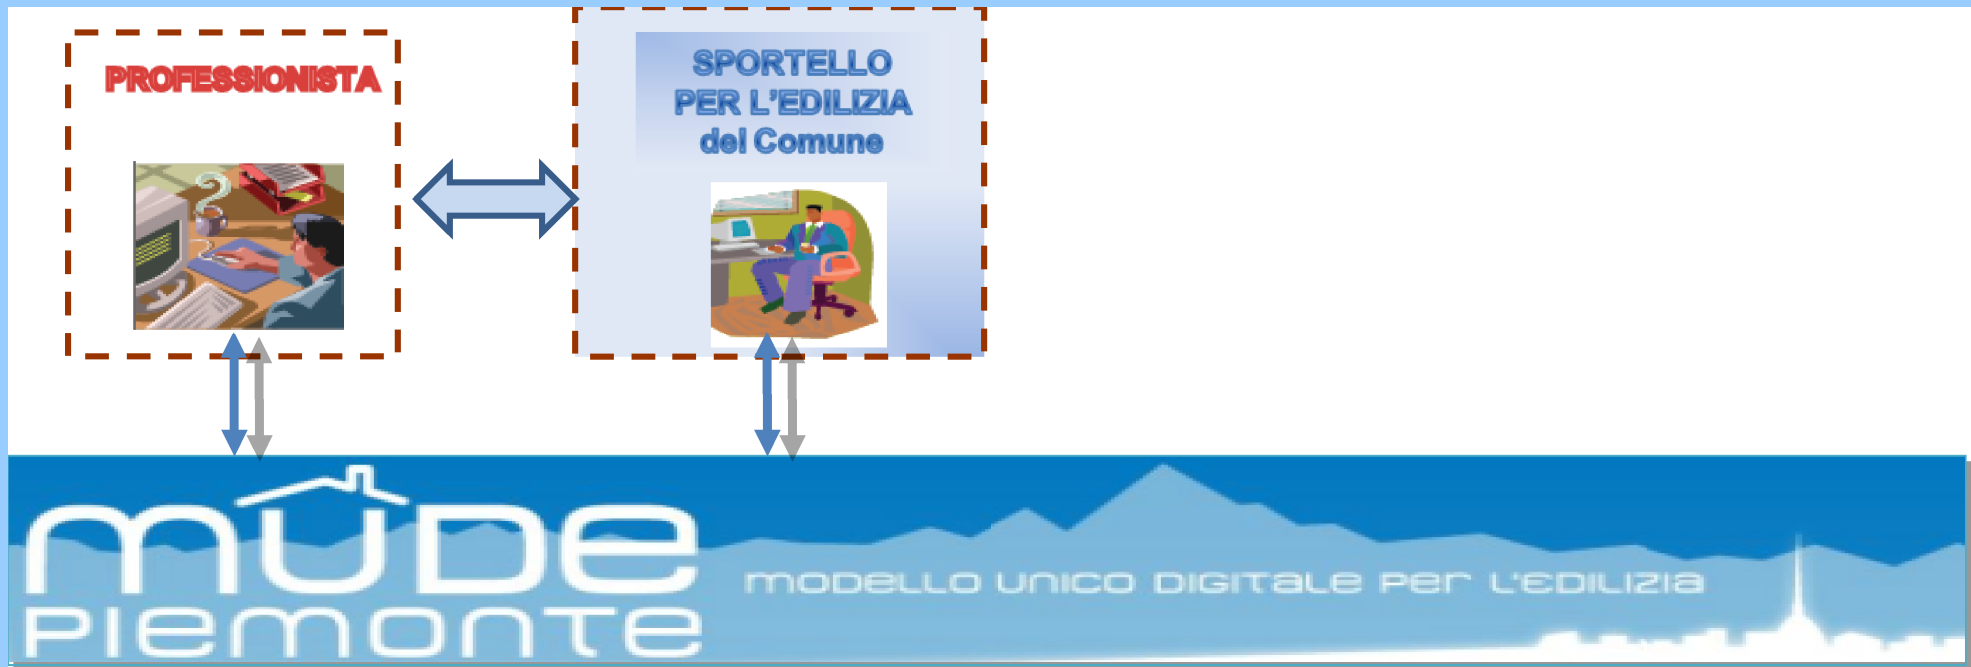 PROFESSIONISTA
SPORTELLO
PER L'EDILIZIA
del Comune
MUDE
PIEMONTE
MODELLO UNICO DIGITALE PER L'EDILIZIA